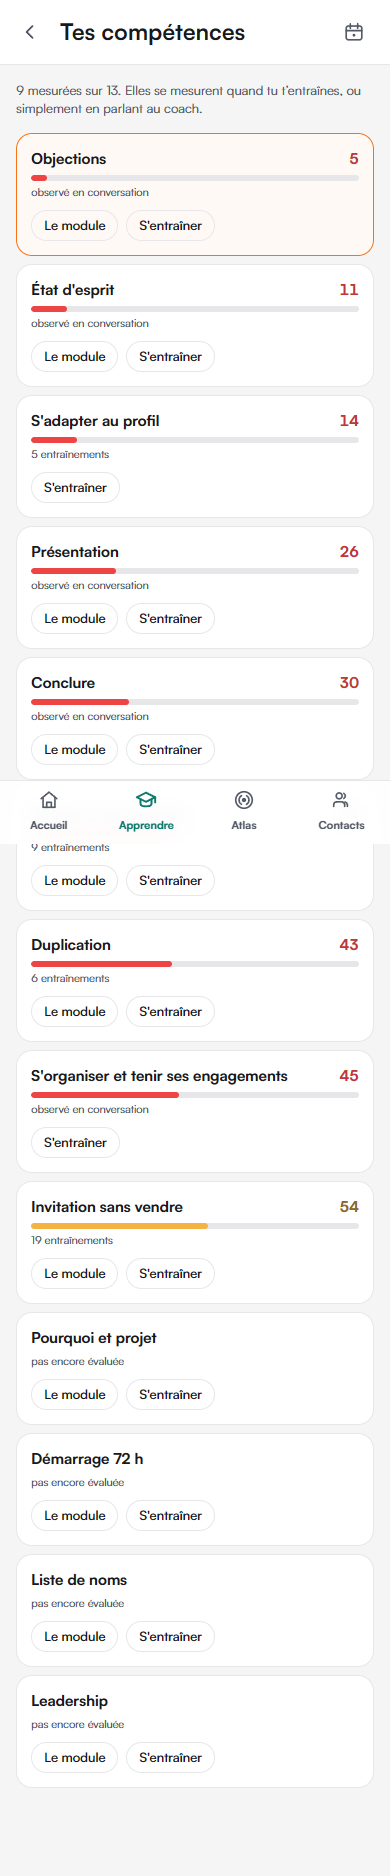 Tes compétences
9 mesurées sur 13. Elles se mesurent quand tu t'entraînes, ou
simplement en parlant au coach.
Objections 5
observé en conversation
Le module S'entraîner
État d'esprit 11
observé en conversation
Le module S'entraîner
S'adapter au profil 14
5 entraînements
S'entraîner
Présentation 26
observé en conversation
Le module S'entraîner
Conclure 30
observé en conversation
Le module S'entraîner
Accueil Apprendre Atlas Contacts
9 entraînements
Le module S'entraîner
Duplication 43
6 entraînements
Le module S'entraîner
S'organiser et tenir ses engagements 45
observé en conversation
S'entraîner
Invitation sans vendre 54
19 entraînements
Le module S'entraîner
Pourquoi et projet
pas encore évaluée
Le module S'entraîner
Démarrage 72 h
pas encore évaluée
Le module S'entraîner
Liste de noms
pas encore évaluée
Le module S'entraîner
Leadership
pas encore évaluée
Le module S'entraîner